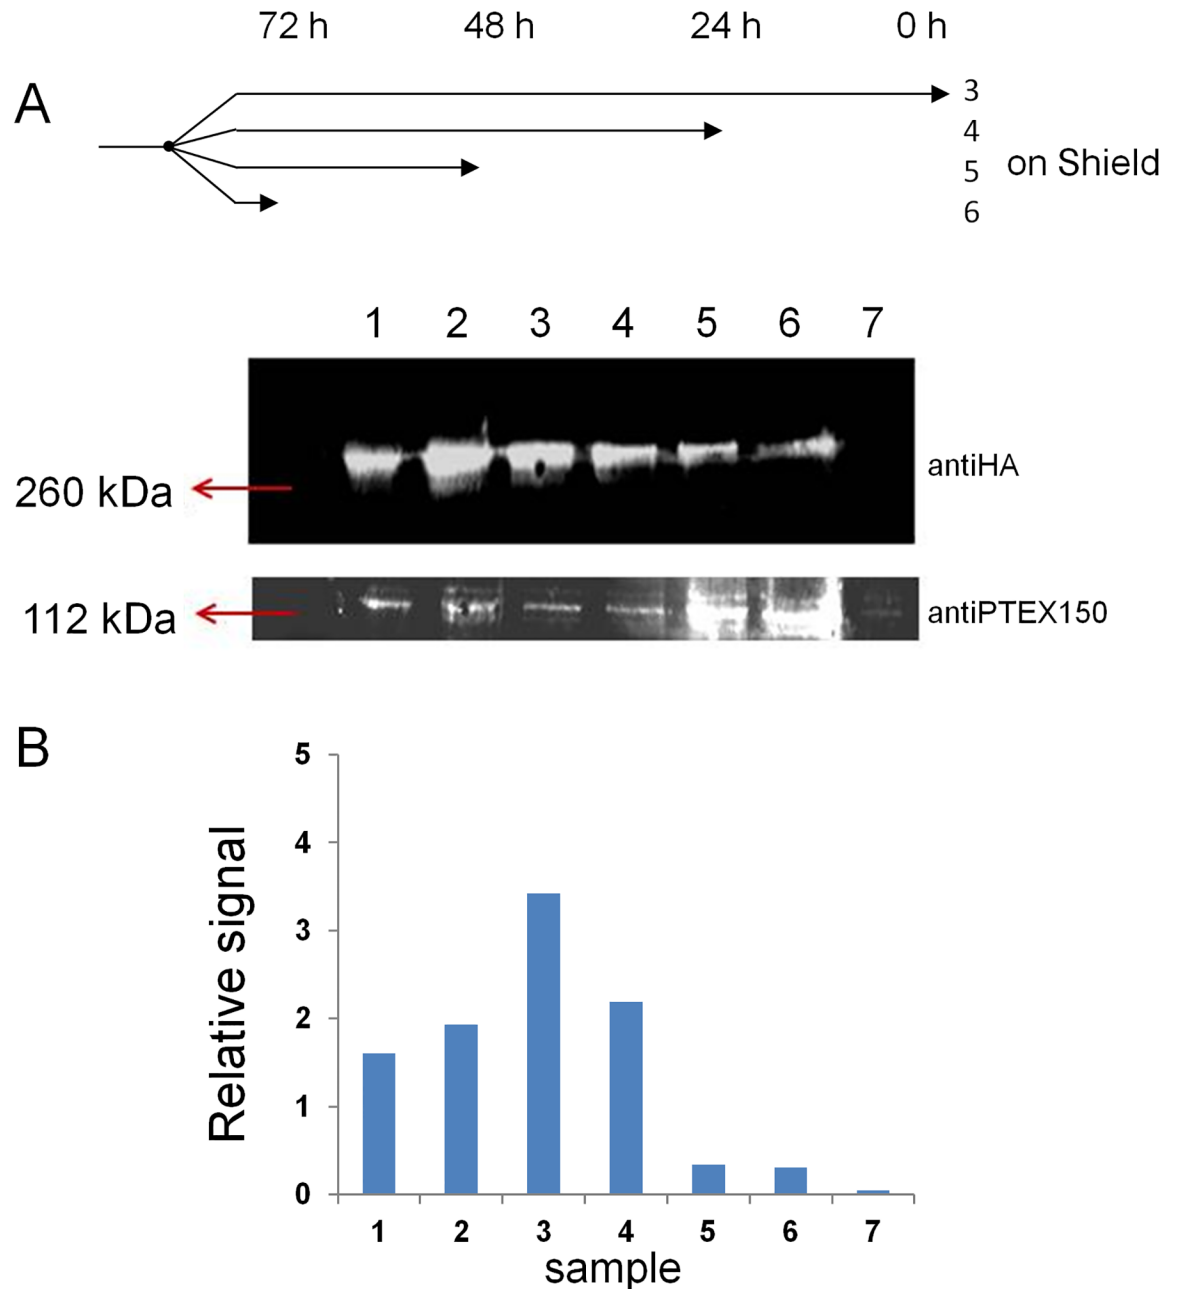 72 h 48 h 24 h 0 h
A
3
4
5
6
on Shield
1 2 3 4 5 6 7
antiHA
260 kDa
112 kDa
antiPTEX150
B
5
4
3
2
1
0
Relative signal
1 2 3 4 5 6 7
sample